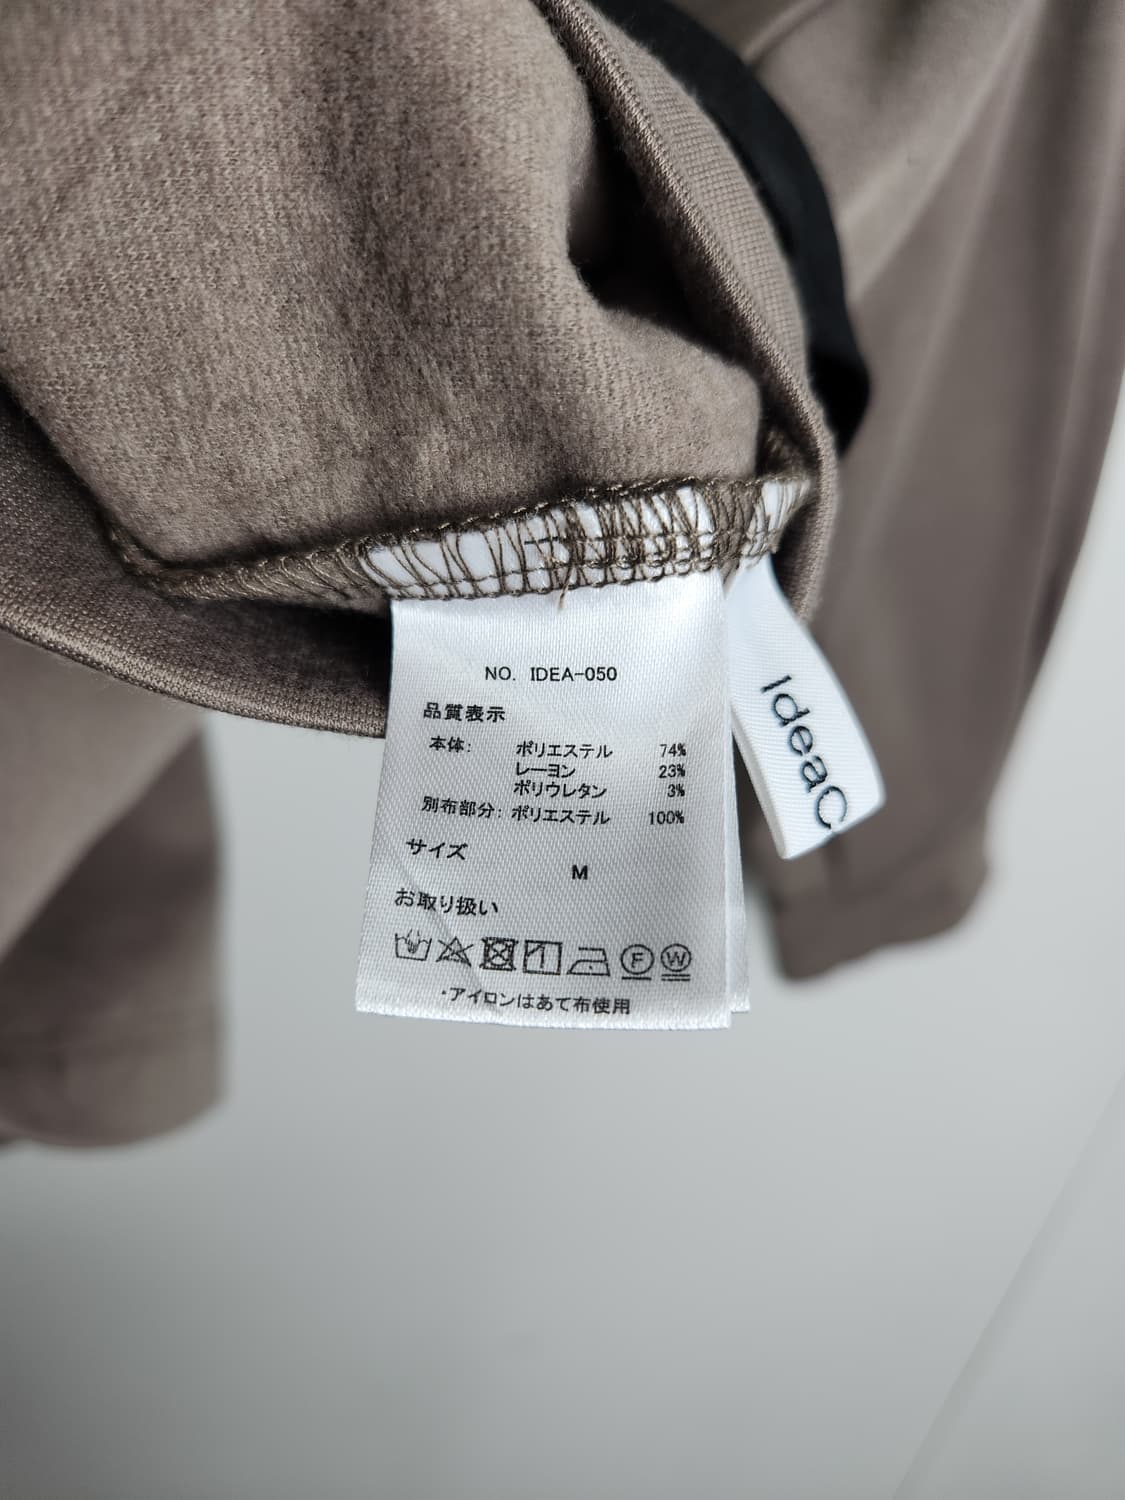 NO. IDEA-050
品質表示
本体: ポリエステル 74%
レーヨン 23%
ポリウレタン 3%
別布部分: ポリエステル 100%
サイズ
M
お取り扱い
F W
・アイロンはあて布使用
IdeaC